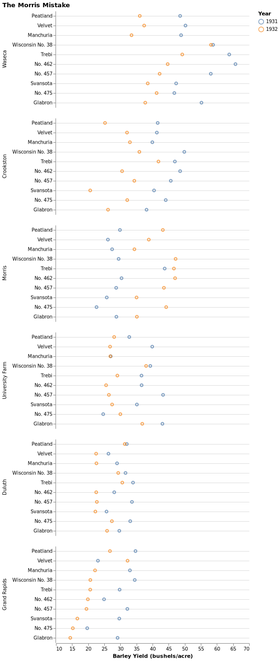 The Morris Mistake
Year
1931
1932
Waseca
Peatland
Velvet
Manchuria
Wisconsin No. 38
Trebi
No. 462
No. 457
Svansota
No. 475
Glabron
Crookston
Peatland
Velvet
Manchuria
Wisconsin No. 38
Trebi
No. 462
No. 457
Svansota
No. 475
Glabron
Morris
Peatland
Velvet
Manchuria
Wisconsin No. 38
Trebi
No. 462
No. 457
Svansota
No. 475
Glabron
University Farm
Peatland
Velvet
Manchuria
Wisconsin No. 38
Trebi
No. 462
No. 457
Svansota
No. 475
Glabron
Duluth
Peatland
Velvet
Manchuria
Wisconsin No. 38
Trebi
No. 462
No. 457
Svansota
No. 475
Glabron
Grand Rapids
Peatland
Velvet
Manchuria
Wisconsin No. 38
Trebi
No. 462
No. 457
Svansota
No. 475
Glabron
10 15 20 25 30 35 40 45 50 55 60 65 70
Barley Yield (bushels/acre)